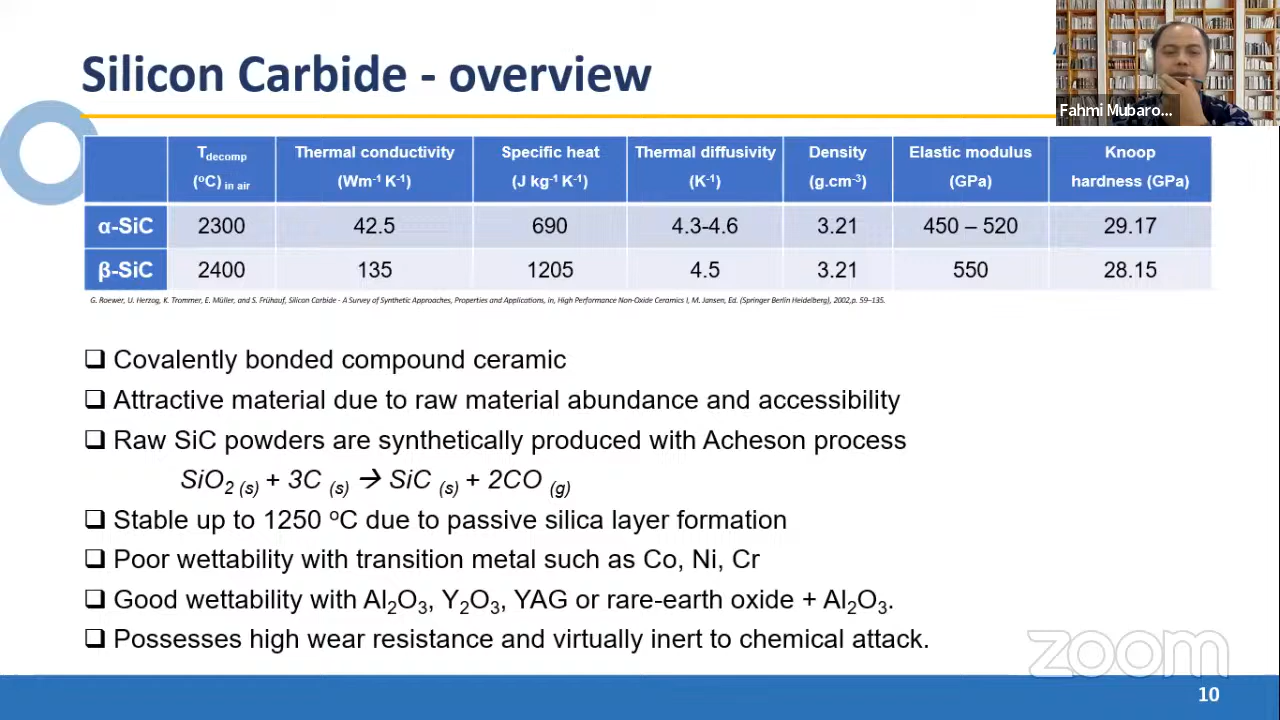 Silicon Carbide - overview
Fahmi Mubaro...
Tdecomp (oC) in air
Thermal conductivity (Wm-1 K-1)
Specific heat (J kg-1 K-1)
Thermal diffusivity (K-1)
Density (g.cm-3)
Elastic modulus (GPa)
Knoop hardness (GPa)
α-SiC 2300 42.5 690 4.3-4.6 3.21 450 – 520 29.17
β-SiC 2400 135 1205 4.5 3.21 550 28.15
G. Roewer, U. Herzog, K. Trommer, E. Müller, and S. Frühauf, Silicon Carbide - A Survey of Synthetic Approaches, Properties and Applications, in, High Performance Non-Oxide Ceramics I, M. Jansen, Ed. (Springer Berlin Heidelberg), 2002,p. 59–135.
❑ Covalently bonded compound ceramic
❑ Attractive material due to raw material abundance and accessibility
❑ Raw SiC powders are synthetically produced with Acheson process
SiO2 (s) + 3C (s) → SiC (s) + 2CO (g)
❑ Stable up to 1250 oC due to passive silica layer formation
❑ Poor wettability with transition metal such as Co, Ni, Cr
❑ Good wettability with Al2O3, Y2O3, YAG or rare-earth oxide + Al2O3.
❑ Possesses high wear resistance and virtually inert to chemical attack.
zoom
10